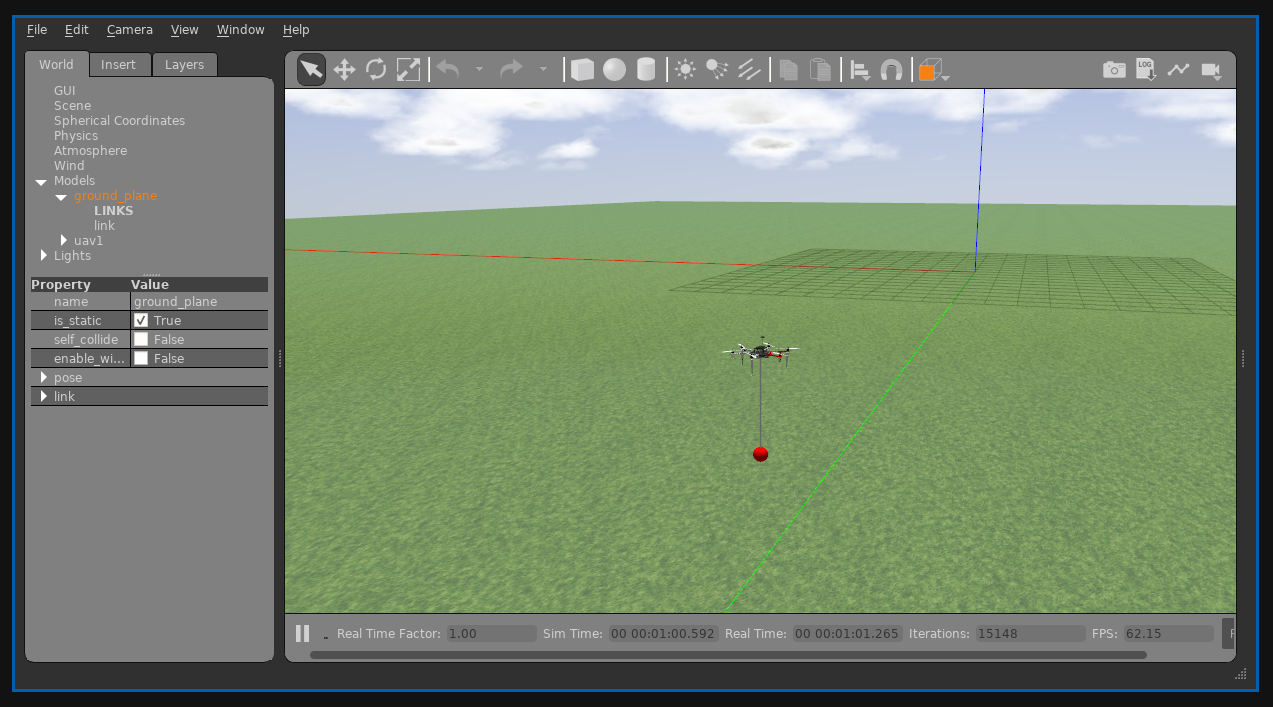 File Edit Camera View Window Help
World Insert Layers
GUI
Scene
Spherical Coordinates
Physics
Atmosphere
Wind
Models
ground_plane
LINKS
link
uav1
Lights
Property Value
name ground_plane
is_static True
self_collide False
enable_wi... False
pose
link
LOG
Real Time Factor: 1.00 Sim Time: 00 00:01:00.592 Real Time: 00 00:01:01.265 Iterations: 15148 FPS: 62.15